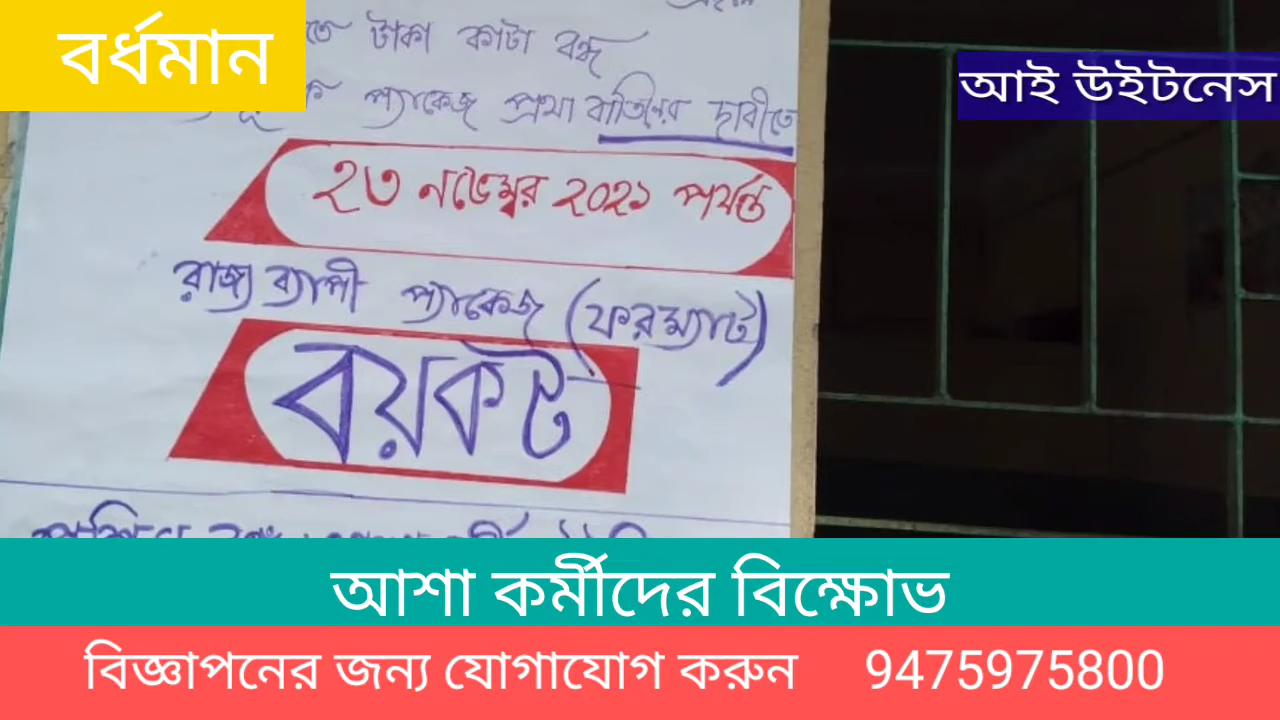 বর্ধমান
আই উইটনেস
টাকা কাটা বন্ধ
প্যাকেজ প্রথা বাতিলের দাবীতে
২৩ নভেম্বর ২০২১ পর্যন্ত
রাজ্য ব্যাপী প্যাকেজ (ফরম্যাট)
বয়কট
আশা কর্মীদের বিক্ষোভ
বিজ্ঞাপনের জন্য যোগাযোগ করুন 9475975800